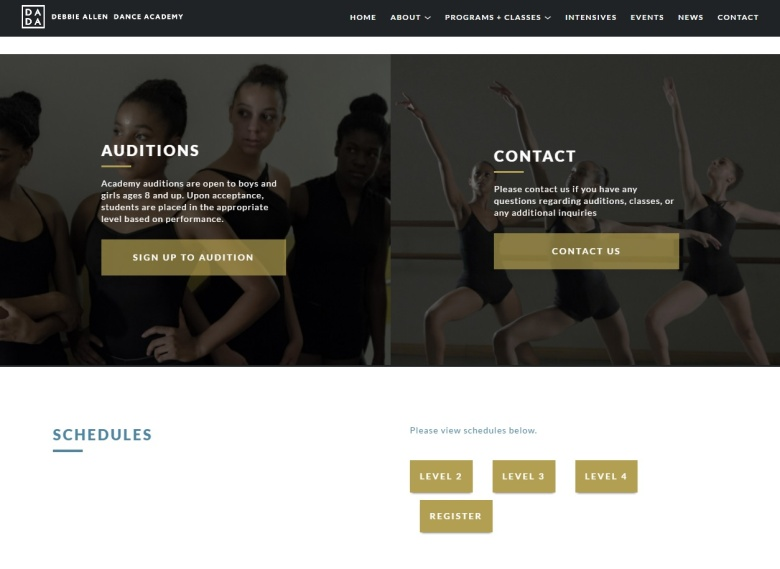 DA
DA
DEBBIE ALLEN DANCE ACADEMY
HOME ABOUT PROGRAMS + CLASSES INTENSIVES EVENTS NEWS CONTACT
AUDITIONS
Academy auditions are open to boys and
girls ages 8 and up. Upon acceptance,
students are placed in the appropriate
level based on performance.
SIGN UP TO AUDITION
CONTACT
Please contact us if you have any
questions regarding auditions, classes, or
any additional inquiries
CONTACT US
SCHEDULES
Please view schedules below.
LEVEL 2 LEVEL 3 LEVEL 4
REGISTER